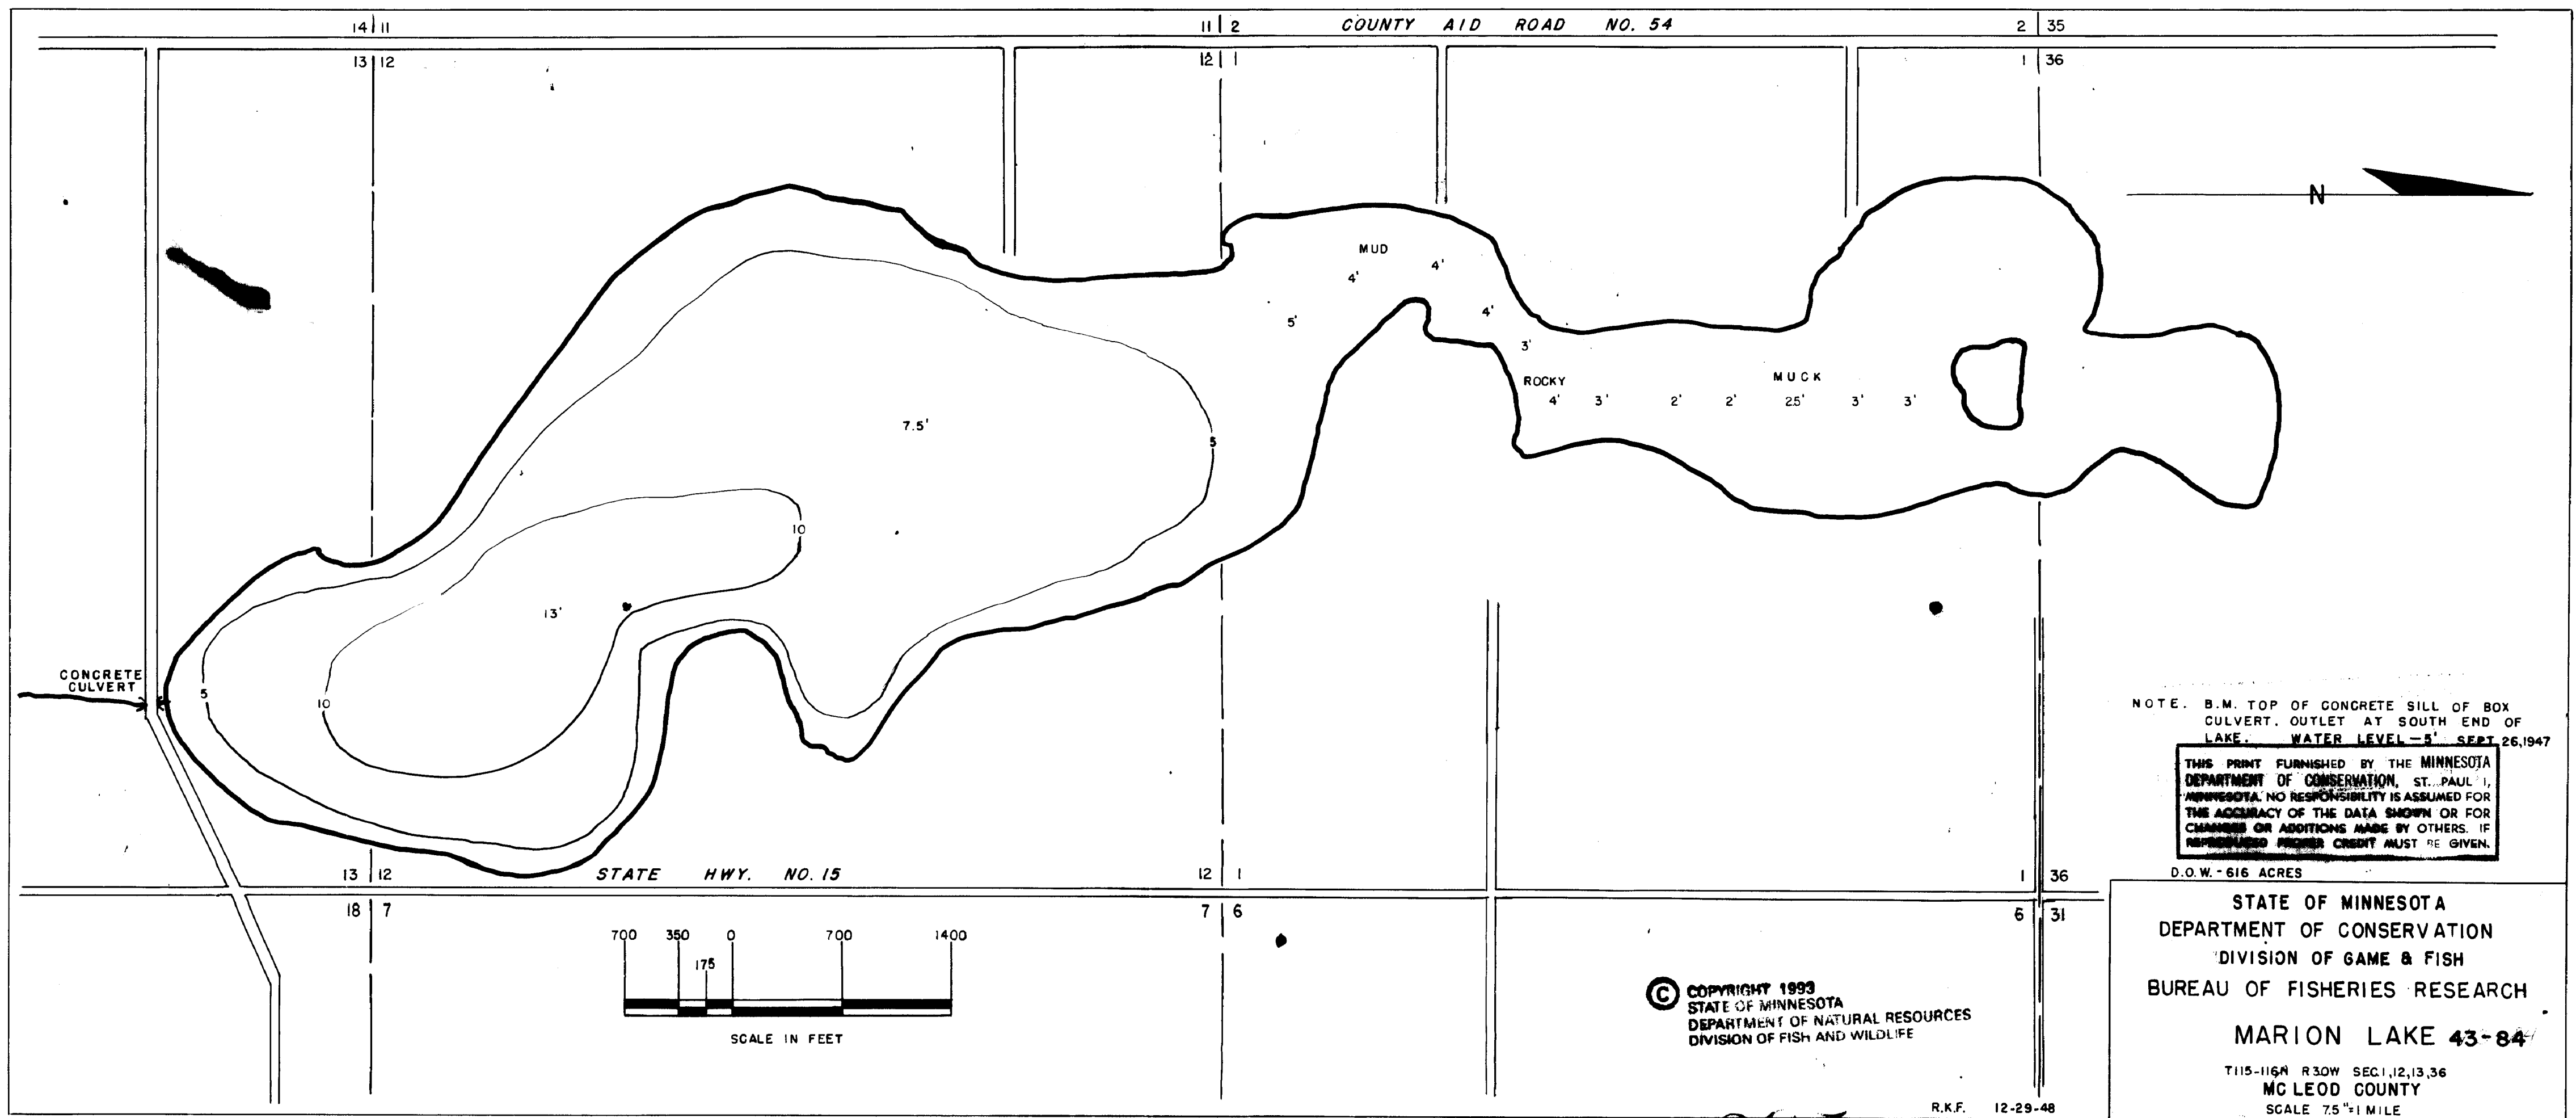 14 11
11 2
COUNTY AID ROAD NO. 54
2 35
13 12
12 1
1 36
N
MUD
4'
4'
5'
4'
3'
ROCKY
MUCK
4' 3' 2' 2' 2.5' 3' 3'
7.5'
5
10
13'
CONCRETE
CULVERT
5
10
NOTE. B.M. TOP OF CONCRETE SILL OF BOX
CULVERT. OUTLET AT SOUTH END OF
LAKE. WATER LEVEL -5' SEPT. 26, 1947
THIS PRINT FURNISHED BY THE MINNESOTA
DEPARTMENT OF CONSERVATION, ST. PAUL 1,
MINNESOTA. NO RESPONSIBILITY IS ASSUMED FOR
THE ACCURACY OF THE DATA SHOWN OR FOR
CHANGES OR ADDITIONS MADE BY OTHERS. IF
REPRODUCED PROPER CREDIT MUST BE GIVEN.
D.O.W. - 616 ACRES
13 12
STATE HWY. NO. 15
12 1
1 36
18 7
7 6
6 31
700 350 0 700 1400
175
SCALE IN FEET
© COPYRIGHT 1993
STATE OF MINNESOTA
DEPARTMENT OF NATURAL RESOURCES
DIVISION OF FISH AND WILDLIFE
STATE OF MINNESOTA
DEPARTMENT OF CONSERVATION
DIVISION OF GAME & FISH
BUREAU OF FISHERIES RESEARCH
MARION LAKE 43-84
T115-116N R30W SEC.1,12,13,36
MC LEOD COUNTY
SCALE 7.5"=1 MILE
R.K.F. 12-29-48